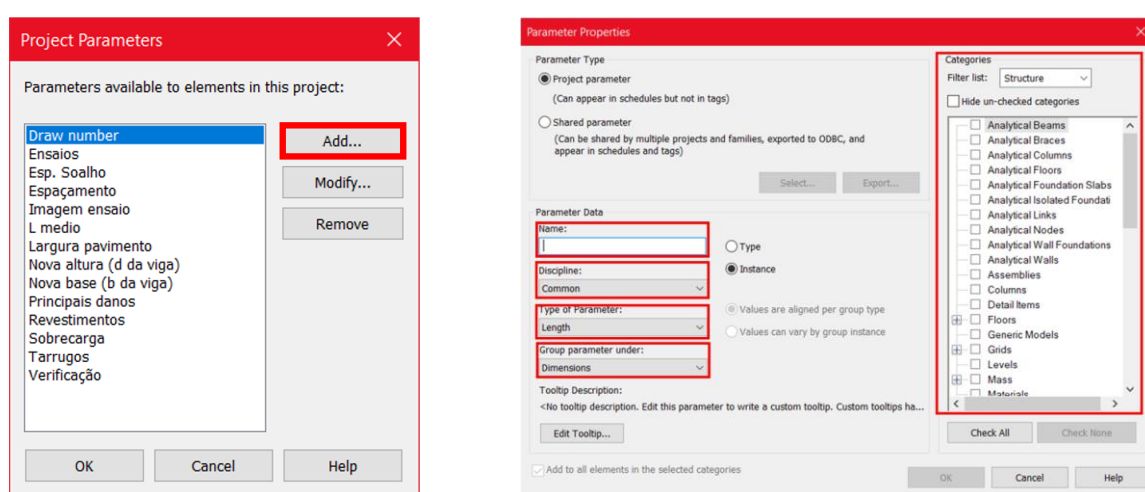 Project Parameters
Parameters available to elements in this project:
Draw number
Ensaios
Esp. Soalho
Espaçamento
Imagem ensaio
L medio
Largura pavimento
Nova altura (d da viga)
Nova base (b da viga)
Principais danos
Revestimentos
Sobrecarga
Tarrugos
Verificação
Add...
Modify...
Remove
OK Cancel Help
Parameter Properties
Parameter Type
Project parameter
(Can appear in schedules but not in tags)
Shared parameter
(Can be shared by multiple projects and families, exported to ODBC, and
appear in schedules and tags)
Select... Export...
Parameter Data
Name:
Discipline:
Common
Type of Parameter:
Length
Group parameter under:
Dimensions
Type
Instance
Values are aligned per group type
Values can vary by group instance
Tooltip Description:
<No tooltip description. Edit this parameter to write a custom tooltip. Custom tooltips ha...
Edit Tooltip...
Add to all elements in the selected categories
Categories
Filter list: Structure
Hide un-checked categories
Analytical Beams
Analytical Braces
Analytical Columns
Analytical Floors
Analytical Foundation Slabs
Analytical Isolated Foundati
Analytical Links
Analytical Nodes
Analytical Wall Foundations
Analytical Walls
Assemblies
Columns
Detail Items
Floors
Generic Models
Grids
Levels
Mass
Materials
Check All Check None
OK Cancel Help